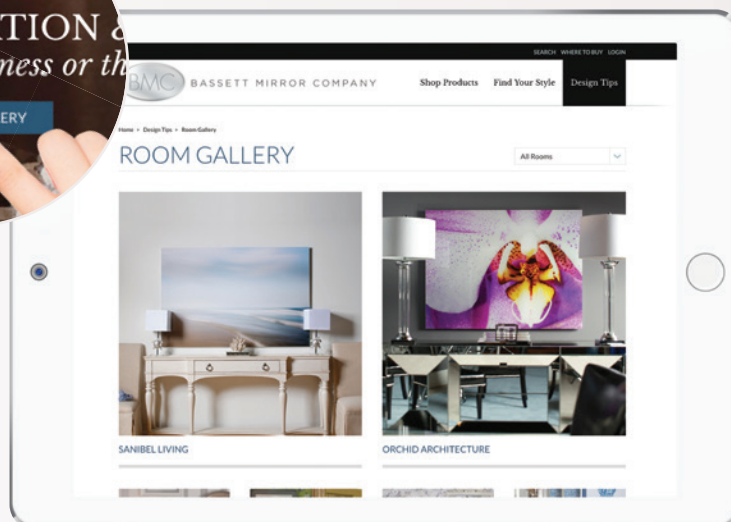 TION &
ness or th
ERY
SEARCH WHERE TO BUY LOGIN
BMC BASSETT MIRROR COMPANY
Shop Products Find Your Style Design Tips
Home • Design Tips • Room Gallery
ROOM GALLERY
All Rooms
SANIBEL LIVING
ORCHID ARCHITECTURE